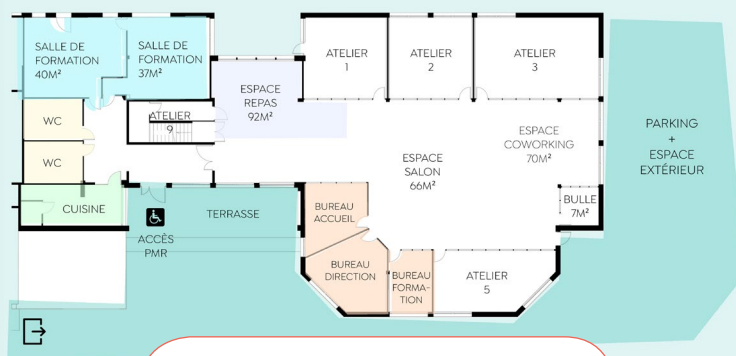 SALLE DE
FORMATION
40M²
SALLE DE
FORMATION
37M²
ATELIER
1
ATELIER
2
ATELIER
3
ESPACE
REPAS
92M²
WC
ATELIER
9
WC
ESPACE
COWORKING
70M²
PARKING
+
ESPACE
EXTÉRIEUR
ESPACE
SALON
66M²
CUISINE
TERRASSE
BUREAU
ACCUEIL
BULLE
7M²
ACCÈS
PMR
BUREAU
DIRECTION
BUREAU
FORMA-
TION
ATELIER
5